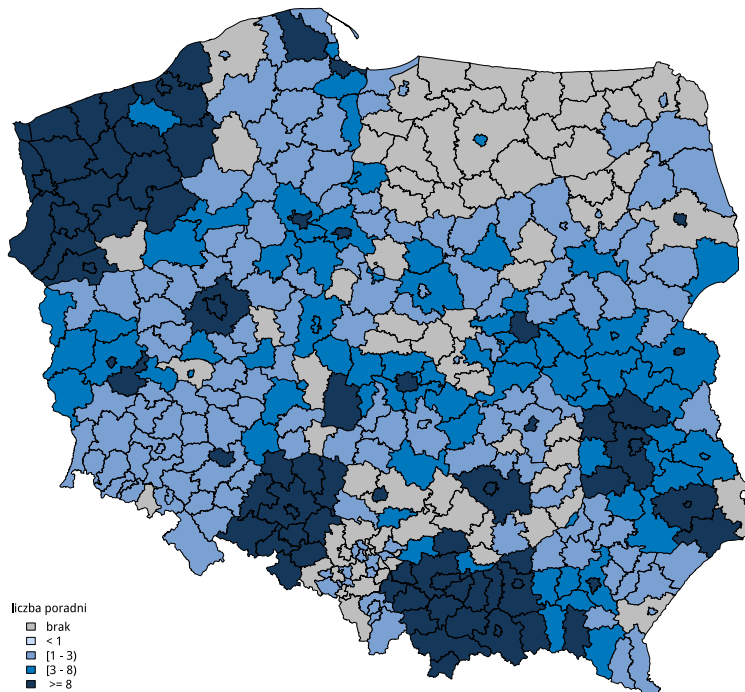 liczba poradni
brak
< 1
[1 - 3)
[3 - 8)
>= 8